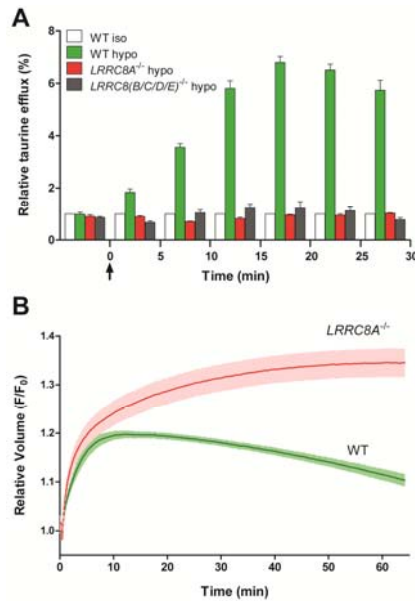 A
WT iso
WT hypo
LRRC8A-/- hypo
LRRC8(B/C/D/E)-/- hypo
Relative taurine efflux (%)
8
6
4
2
0
0 5 10 15 20 25 30
Time (min)
B
1.4
1.3
1.2
1.1
1.0
Relative Volume (F/F0)
LRRC8A-/-
WT
0 10 20 30 40 50 60
Time (min)